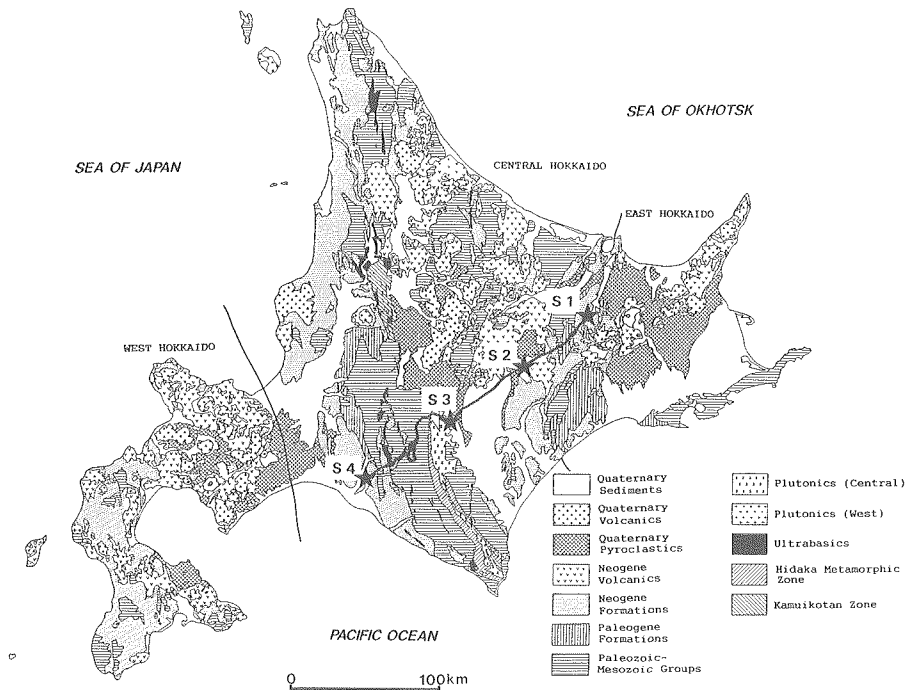 SEA OF OKHOTSK
SEA OF JAPAN
CENTRAL HOKKAIDO
EAST HOKKAIDO
S 1
WEST HOKKAIDO
S 2
S 3
S 4
Quaternary
Sediments
Quaternary
Volcanics
Quaternary
Pyroclastics
Neogene
Volcanics
Neogene
Formations
Paleogene
Formations
Paleozoic-
Mesozoic Groups
Plutonics (Central)
Plutonics (West)
Ultrabasics
Hidaka Metamorphic
Zone
Kamuikotan Zone
PACIFIC OCEAN
0 100km